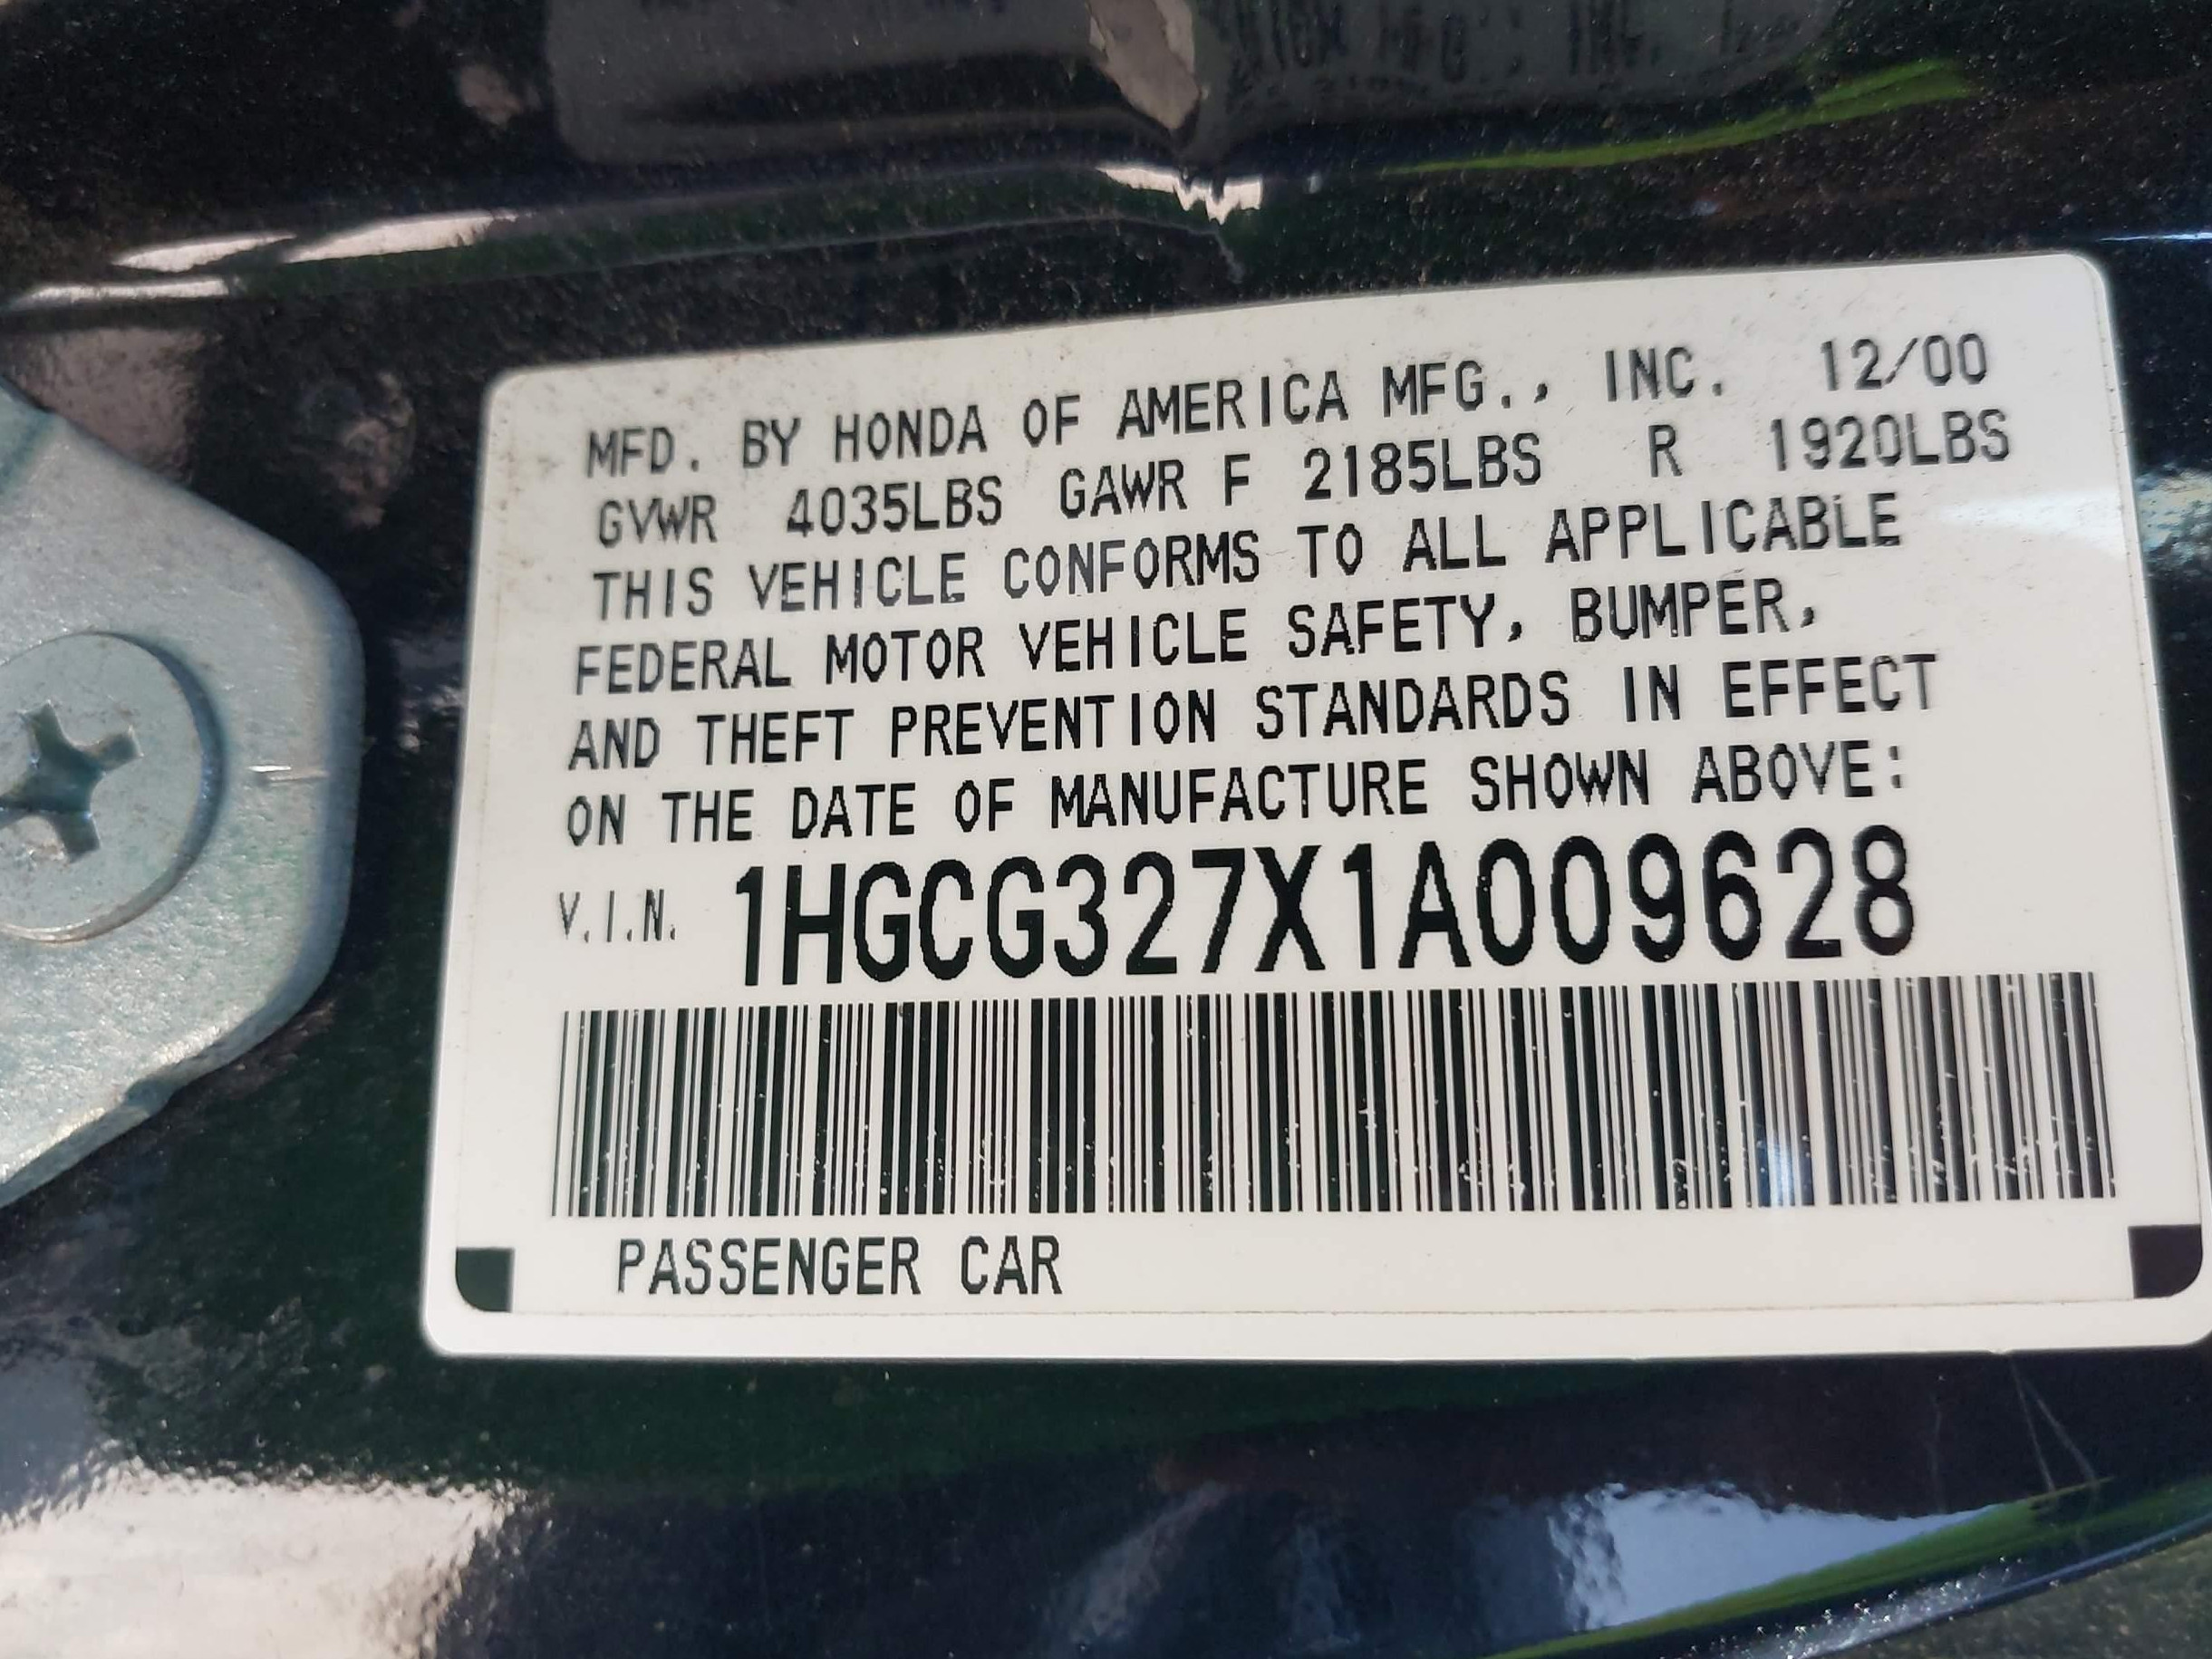 MFD. BY HONDA OF AMERICA MFG., INC. 12/00
GVWR 4035LBS GAWR F 2185LBS R 1920LBS
THIS VEHICLE CONFORMS TO ALL APPLICABLE
FEDERAL MOTOR VEHICLE SAFETY, BUMPER,
AND THEFT PREVENTION STANDARDS IN EFFECT
ON THE DATE OF MANUFACTURE SHOWN ABOVE:
V.I.N. 1HGCG327X1A009628
PASSENGER CAR